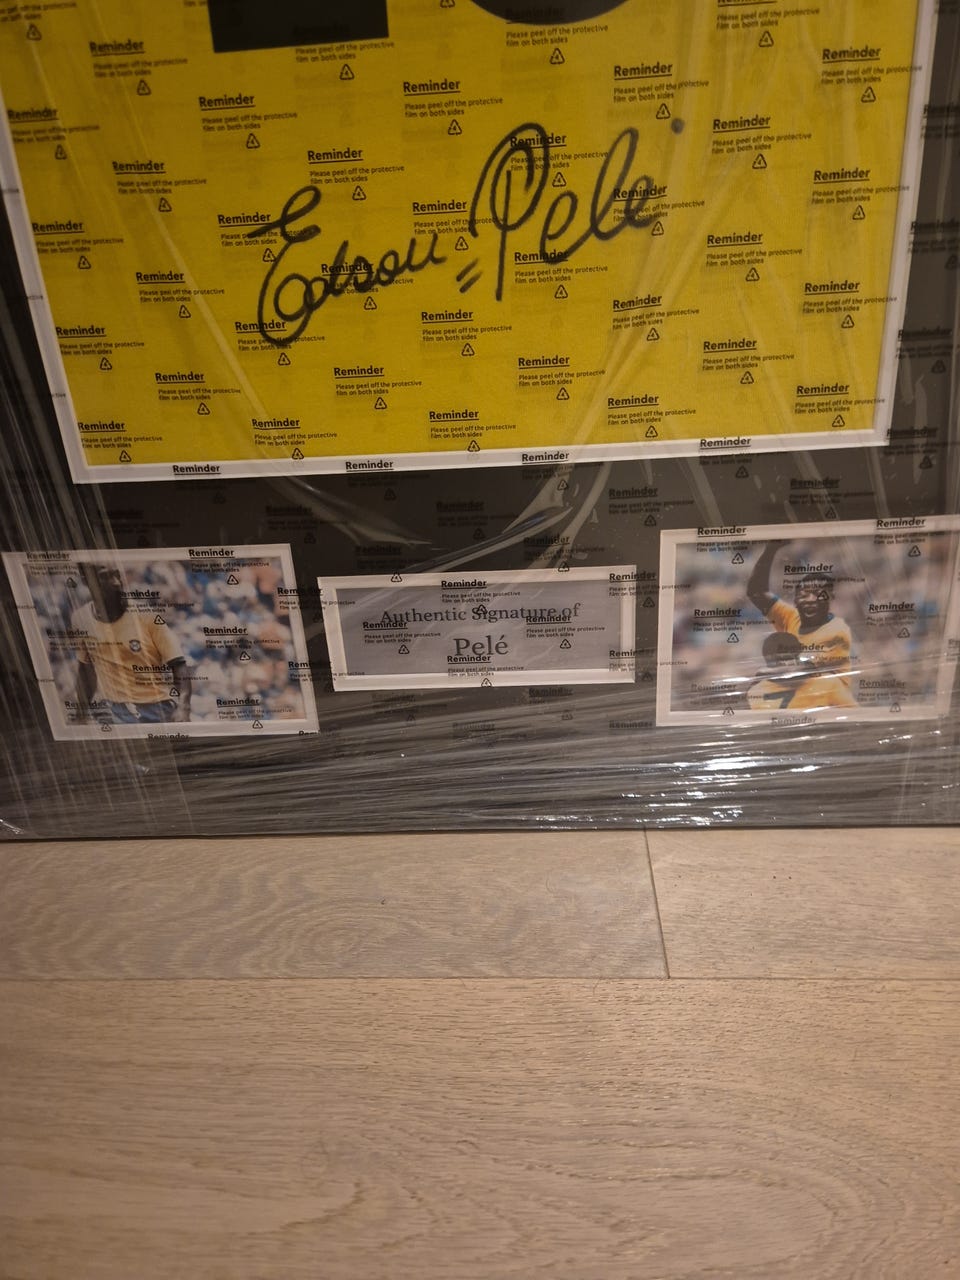 Edson = Pelé
Authentic Signature of
Pelé
Reminder
Please peel off the protective
film on both sides